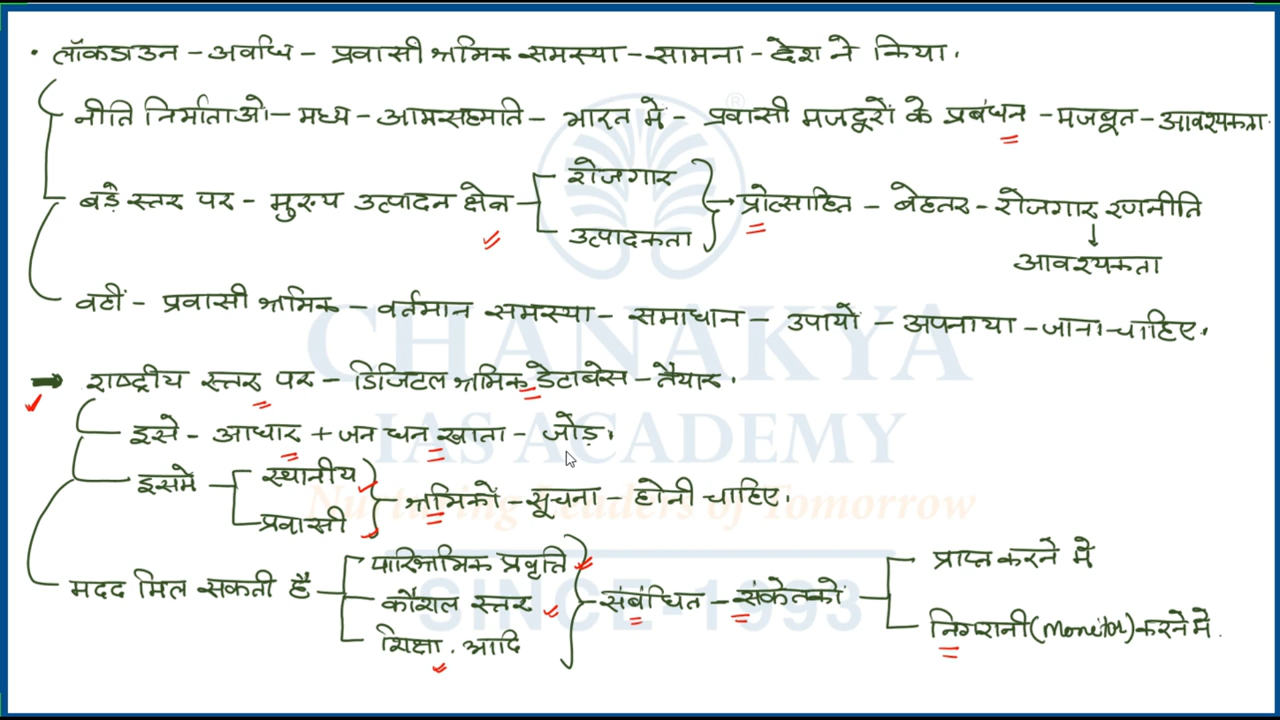 • लॉकडाउन - अवधि - प्रवासी श्रमिक समस्या - सामना - देश ने किया.
नीति निर्माताओं - मध्य - आमसहमति - भारत में - प्रवासी मजदूरों के प्रबंधन - मजबूत - आवश्यकता.
बड़े स्तर पर - मुख्य उत्पादन क्षेत्र
रोजगार
उत्पादकता
→ प्रोत्साहित - बेहतर - रोजगार रणनीति
↓
आवश्यकता
वहीं - प्रवासी श्रमिक - वर्तमान समस्या - समाधान - उपायों - अपनाया - जाना चाहिए.
→ राष्ट्रीय स्तर पर - डिजिटल श्रमिक डेटाबेस - तैयार.
इसे - आधार + जन धन खाता - जोड़.
इसमें
स्थानीय
प्रवासी
श्रमिकों - सूचना - होनी चाहिए.
मदद मिल सकती है
पारिश्रमिक प्रवृत्ति
कौशल स्तर
शिक्षा. आदि
संबंधित - संकेतकों
प्राप्त करने में
निगरानी (Monitor) करने में.
CHANAKYA
IAS ACADEMY
Nurturing Leaders of Tomorrow
SINCE-1993